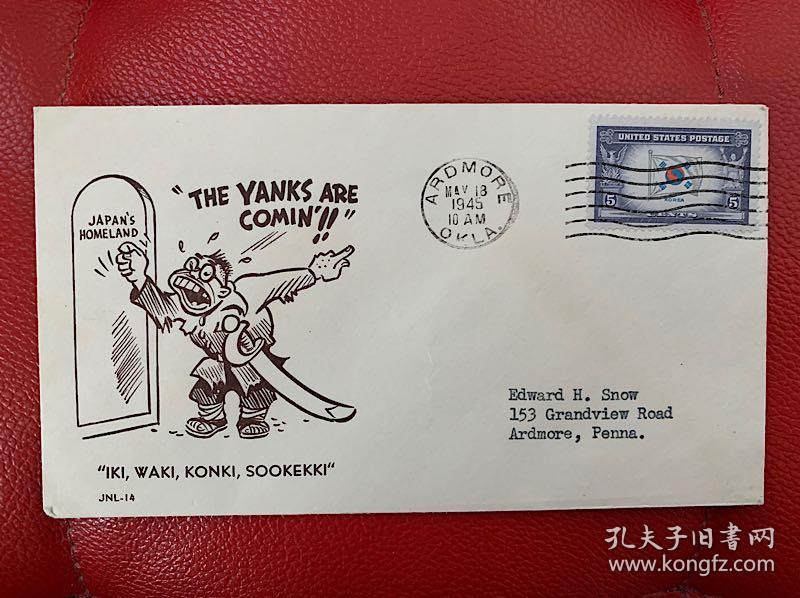 "THE YANKS ARE
COMIN'!!"
JAPAN'S
HOMELAND
"IKI, WAKI, KONKI, SOOKEKKI"
JNL-14
ARDMORE
MAY 18
1945
10 AM
OKLA.
UNITED STATES POSTAGE
KOREA
5 CENTS 5
Edward H. Snow
153 Grandview Road
Ardmore, Penna.
孔夫子旧書网
www.kongfz.com